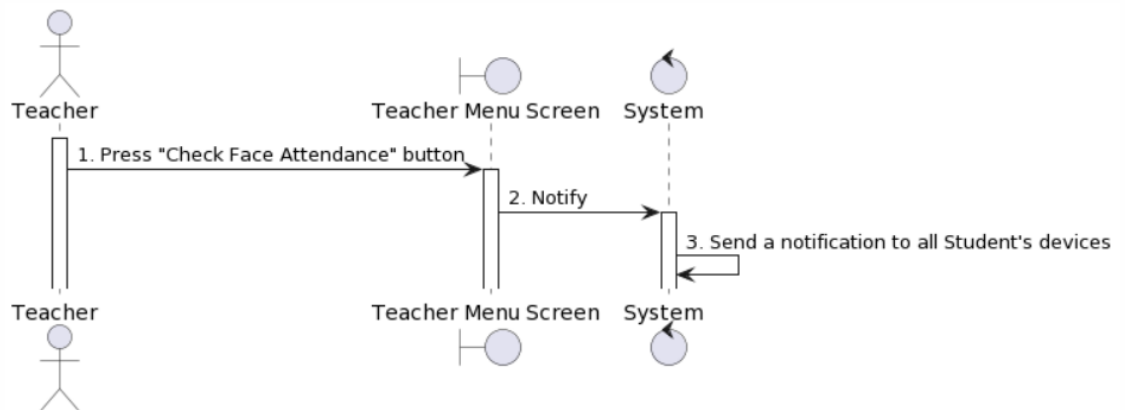 Teacher
Teacher Menu Screen
System
1. Press "Check Face Attendance" button
2. Notify
3. Send a notification to all Student's devices
Teacher
Teacher Menu Screen
System